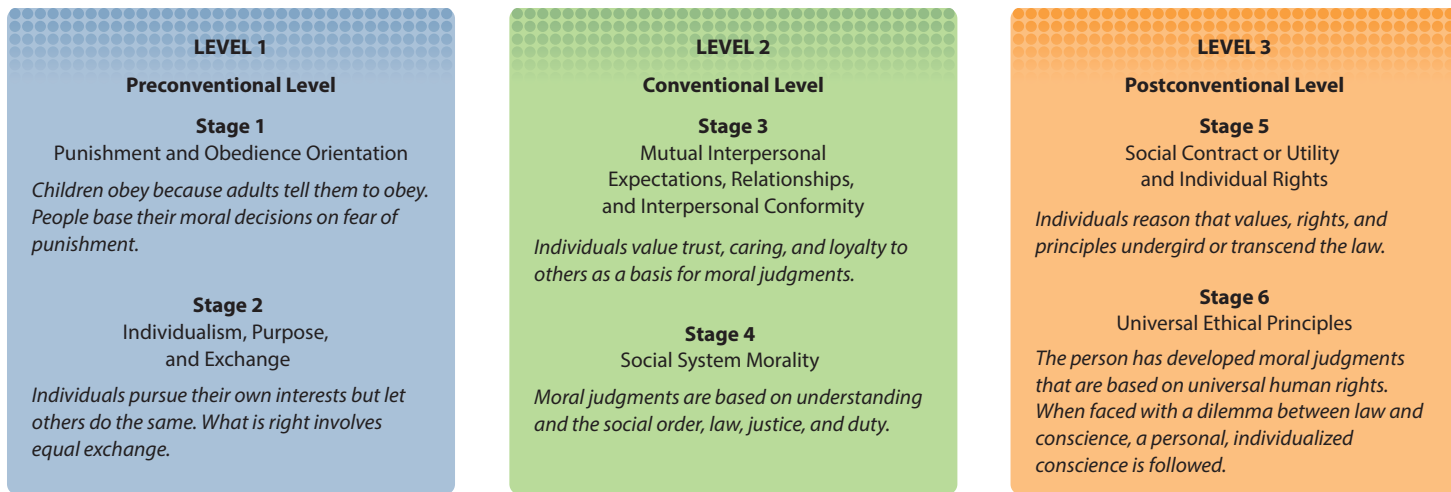 LEVEL 1
Preconventional Level
Stage 1
Punishment and Obedience Orientation
Children obey because adults tell them to obey.
People base their moral decisions on fear of
punishment.
Stage 2
Individualism, Purpose,
and Exchange
Individuals pursue their own interests but let
others do the same. What is right involves
equal exchange.
LEVEL 2
Conventional Level
Stage 3
Mutual Interpersonal
Expectations, Relationships,
and Interpersonal Conformity
Individuals value trust, caring, and loyalty to
others as a basis for moral judgments.
Stage 4
Social System Morality
Moral judgments are based on understanding
and the social order, law, justice, and duty.
LEVEL 3
Postconventional Level
Stage 5
Social Contract or Utility
and Individual Rights
Individuals reason that values, rights, and
principles undergird or transcend the law.
Stage 6
Universal Ethical Principles
The person has developed moral judgments
that are based on universal human rights.
When faced with a dilemma between law and
conscience, a personal, individualized
conscience is followed.